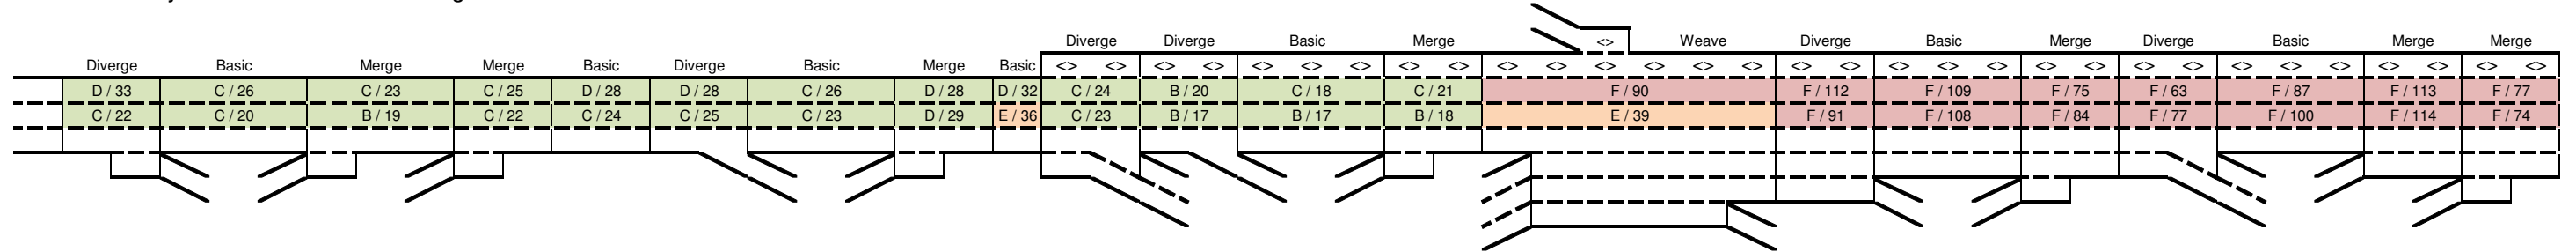 <> Weave
Diverge Diverge Basic Merge Diverge Basic Merge Diverge Basic Merge Merge
Diverge Basic Merge Merge Basic Diverge Basic Merge Basic <> <> <> <> <> <> <> <> <> <> <> <> <> <> <> <> <> <> <> <> <> <> <> <> <> <> <> <> <> <> <>
D / 33 C / 26 C / 23 C / 25 D / 28 D / 28 C / 26 D / 28 D / 32 C / 24 B / 20 C / 18 C / 21 F / 90 F / 112 F / 109 F / 75 F / 63 F / 87 F / 113 F / 77
C / 22 C / 20 B / 19 C / 22 C / 24 C / 25 C / 23 D / 29 E / 36 C / 23 B / 17 B / 17 B / 18 E / 39 F / 91 F / 108 F / 84 F / 77 F / 100 F / 114 F / 74